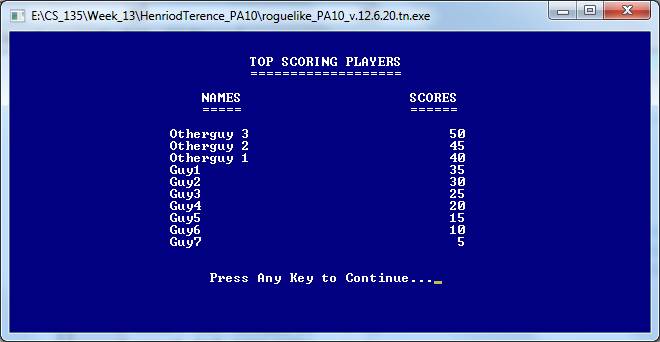 E:\CS_135\Week_13\HenriodTerence_PA10\roguelike_PA10_v.12.6.20.tn.exe
TOP SCORING PLAYERS
===================
NAMES SCORES
===== ======
Otherguy 3 50
Otherguy 2 45
Otherguy 1 40
Guy1 35
Guy2 30
Guy3 25
Guy4 20
Guy5 15
Guy6 10
Guy7 5
Press Any Key to Continue..._